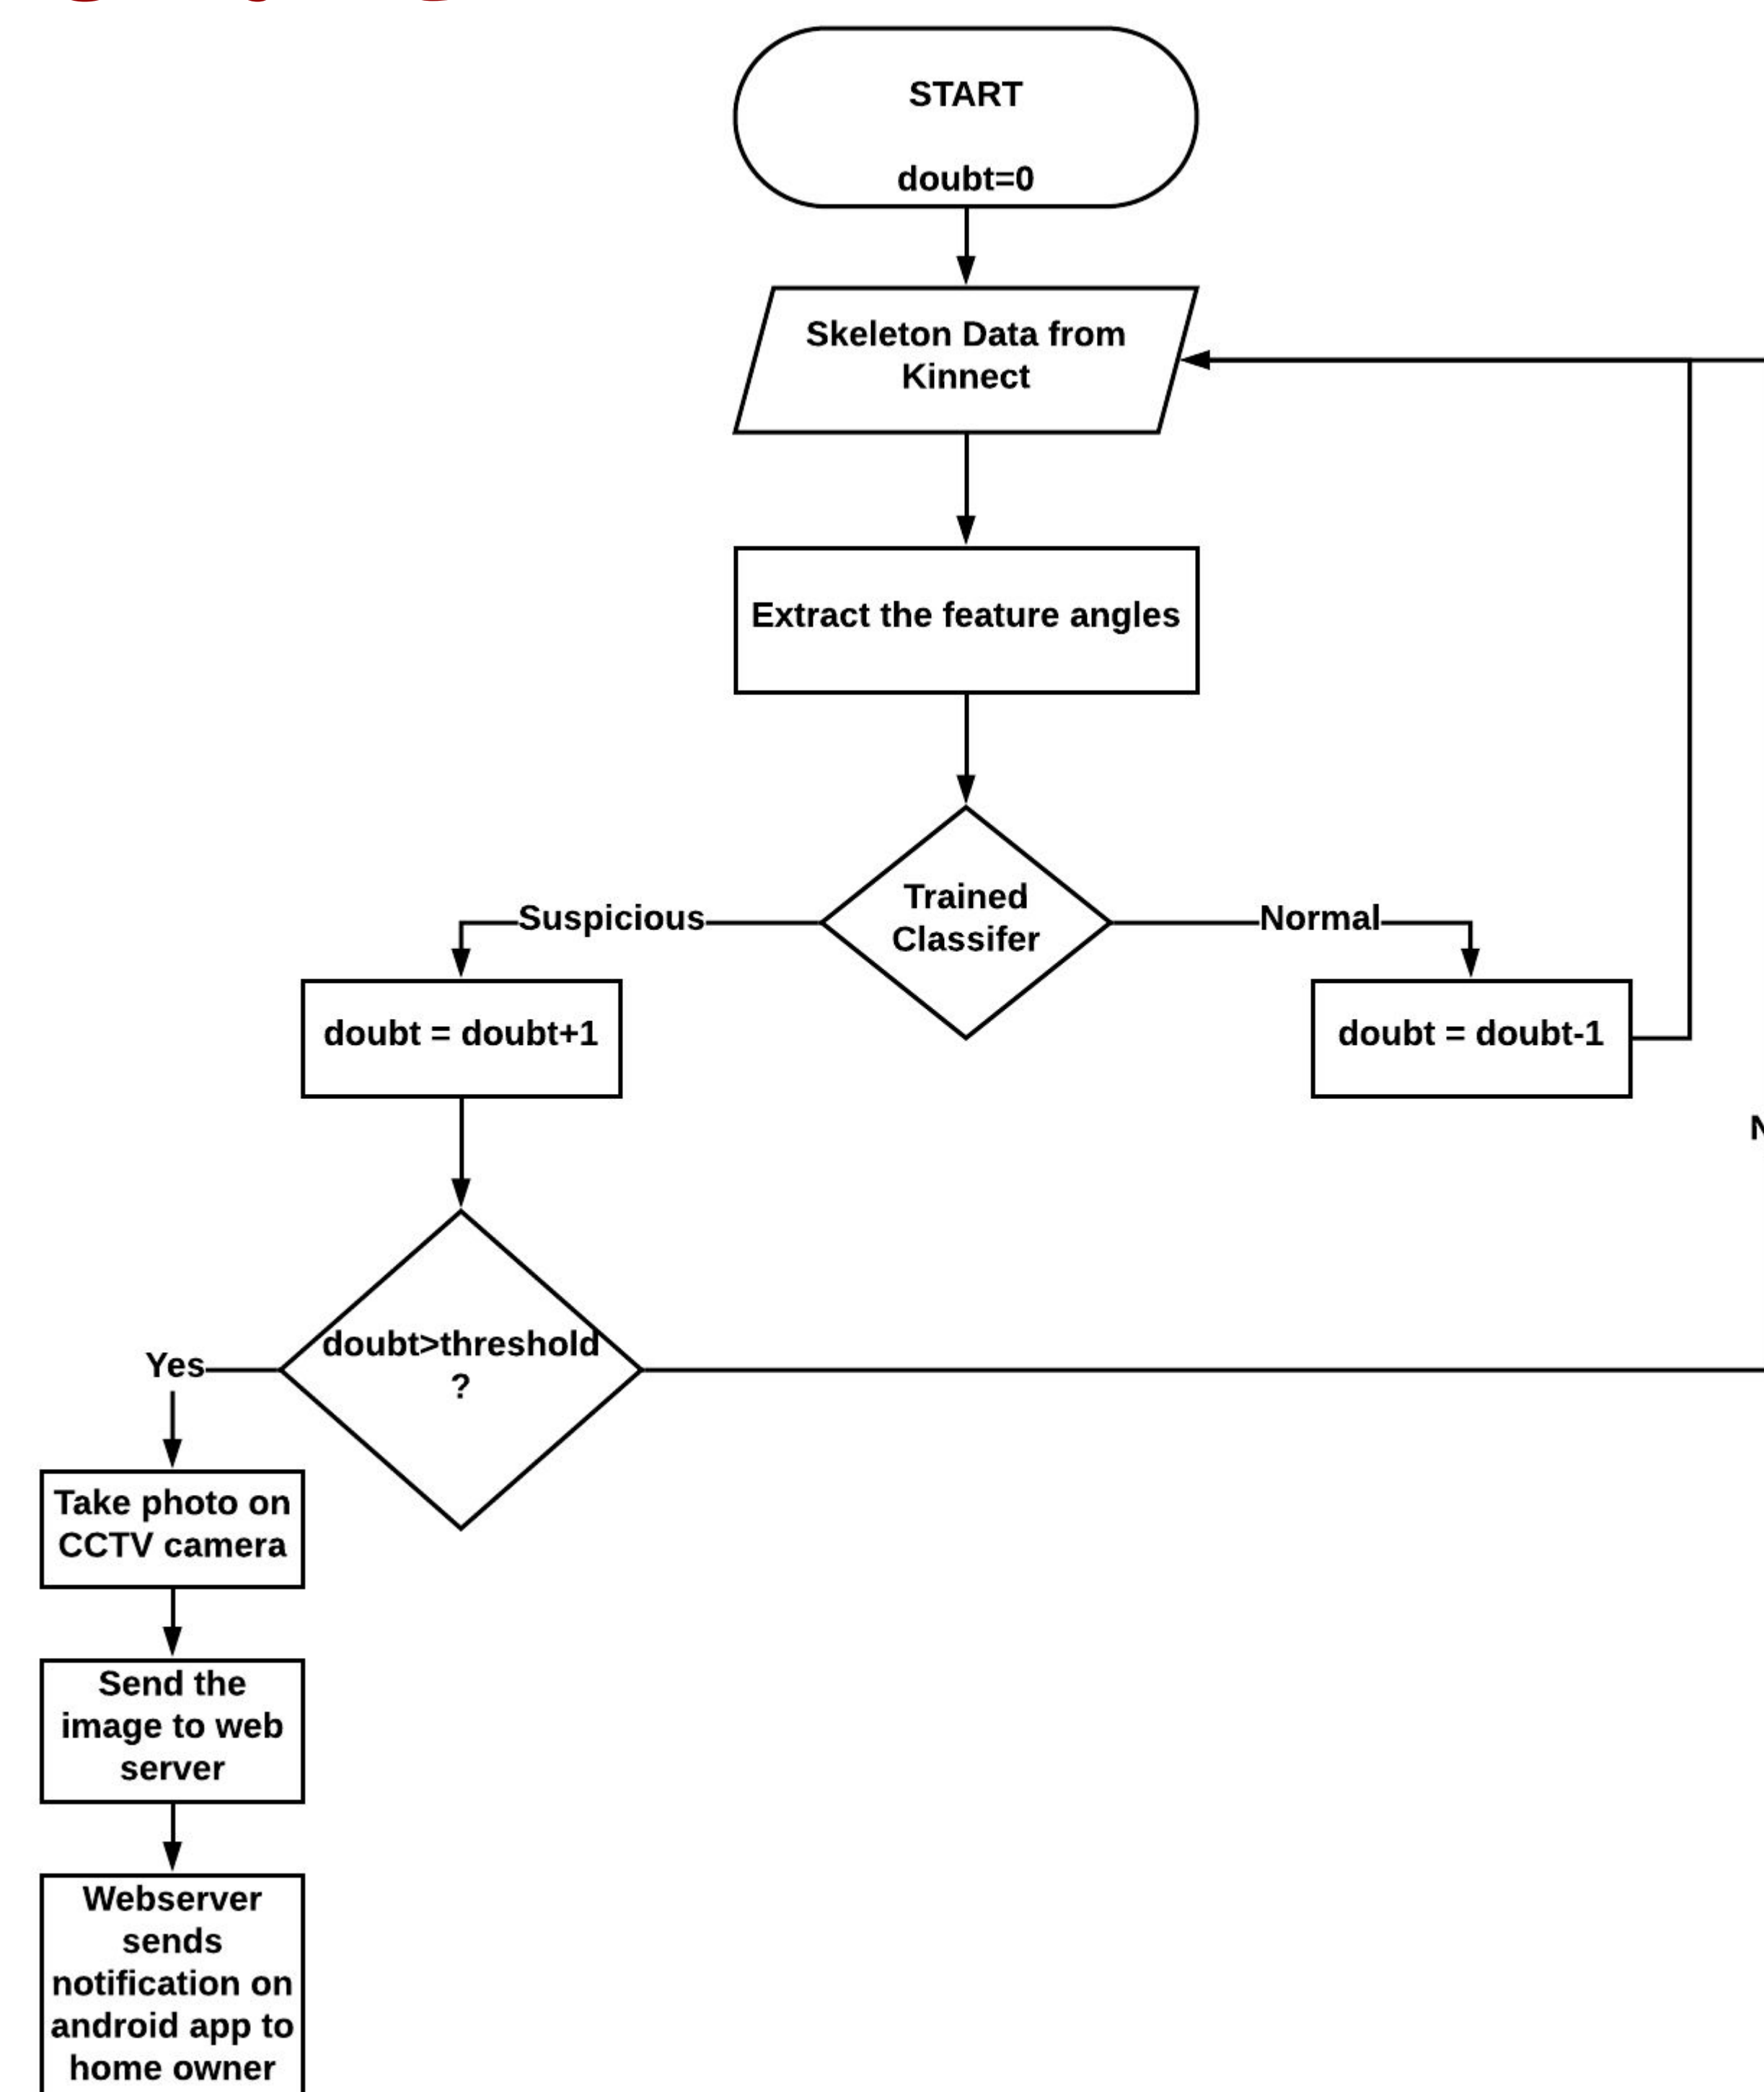 START
doubt=0
Skeleton Data from
Kinnect
Extract the feature angles
Trained
Classifer
Suspicious
Normal
doubt = doubt+1
doubt = doubt-1
doubt>threshold
?
Yes
Take photo on
CCTV camera
Send the
image to web
server
Webserver
sends
notification on
android app to
home owner